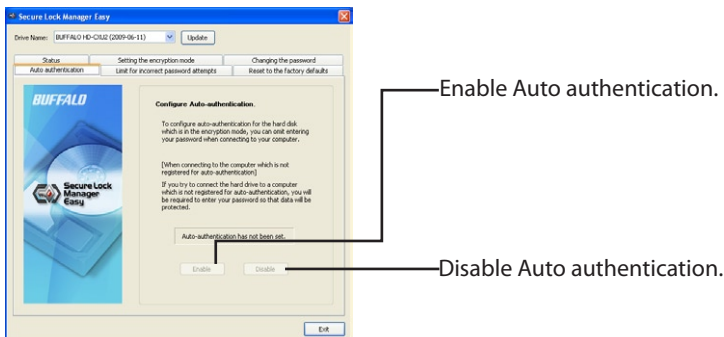 Secure Lock Manager Easy
Drive Name: BUFFALO HD-CXU2 (2009-06-11) Update
Status Setting the encryption mode Changing the password
Auto authentication Limit for incorrect password attempts Reset to the factory defaults
BUFFALO
Secure Lock
Manager
Easy
Configure Auto-authentication.
To configure auto-authentication for the hard disk
which is in the encryption mode, you can omit entering
your password when connecting to your computer.
[When connecting to the computer which is not
registered for auto-authentication]
If you try to connect the hard drive to a computer
which is not registered for auto-authentication, you will
be required to enter your password so that data will be
protected.
Auto-authentication has not been set.
Enable Disable
Exit
Enable Auto authentication.
Disable Auto authentication.